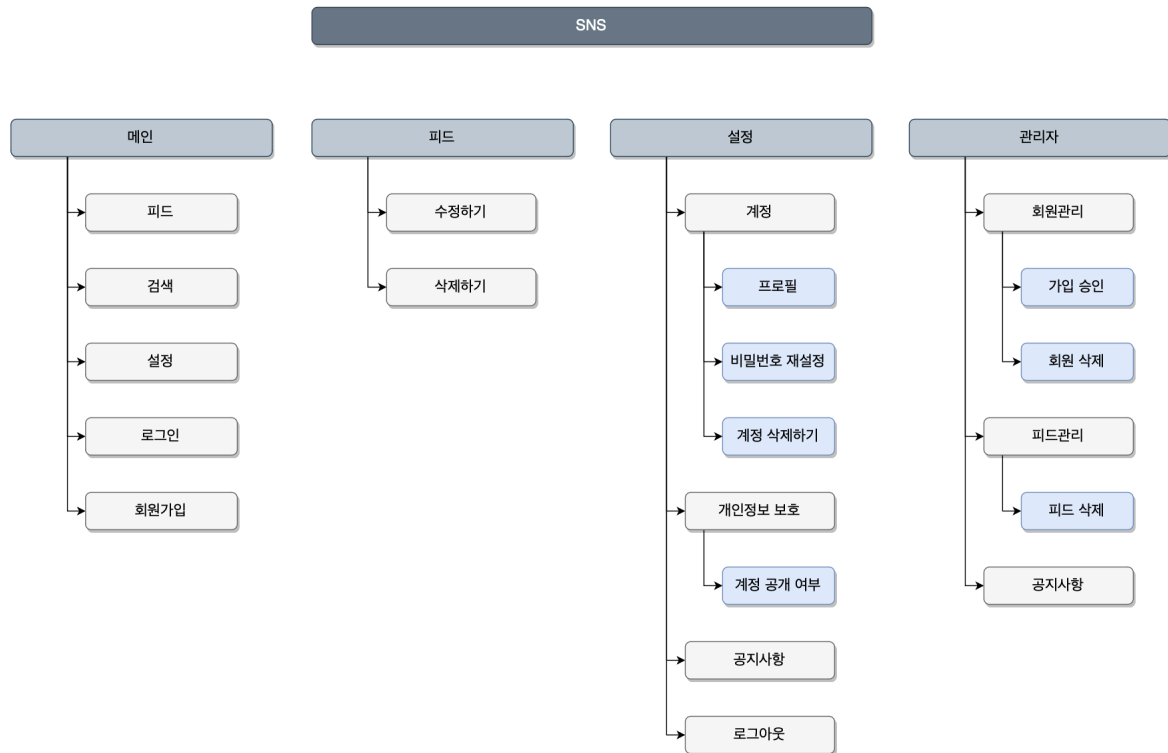 SNS
메인
피드
검색
설정
로그인
회원가입
피드
수정하기
삭제하기
설정
계정
프로필
비밀번호 재설정
계정 삭제하기
개인정보 보호
계정 공개 여부
공지사항
로그아웃
관리자
회원관리
가입 승인
회원 삭제
피드관리
피드 삭제
공지사항